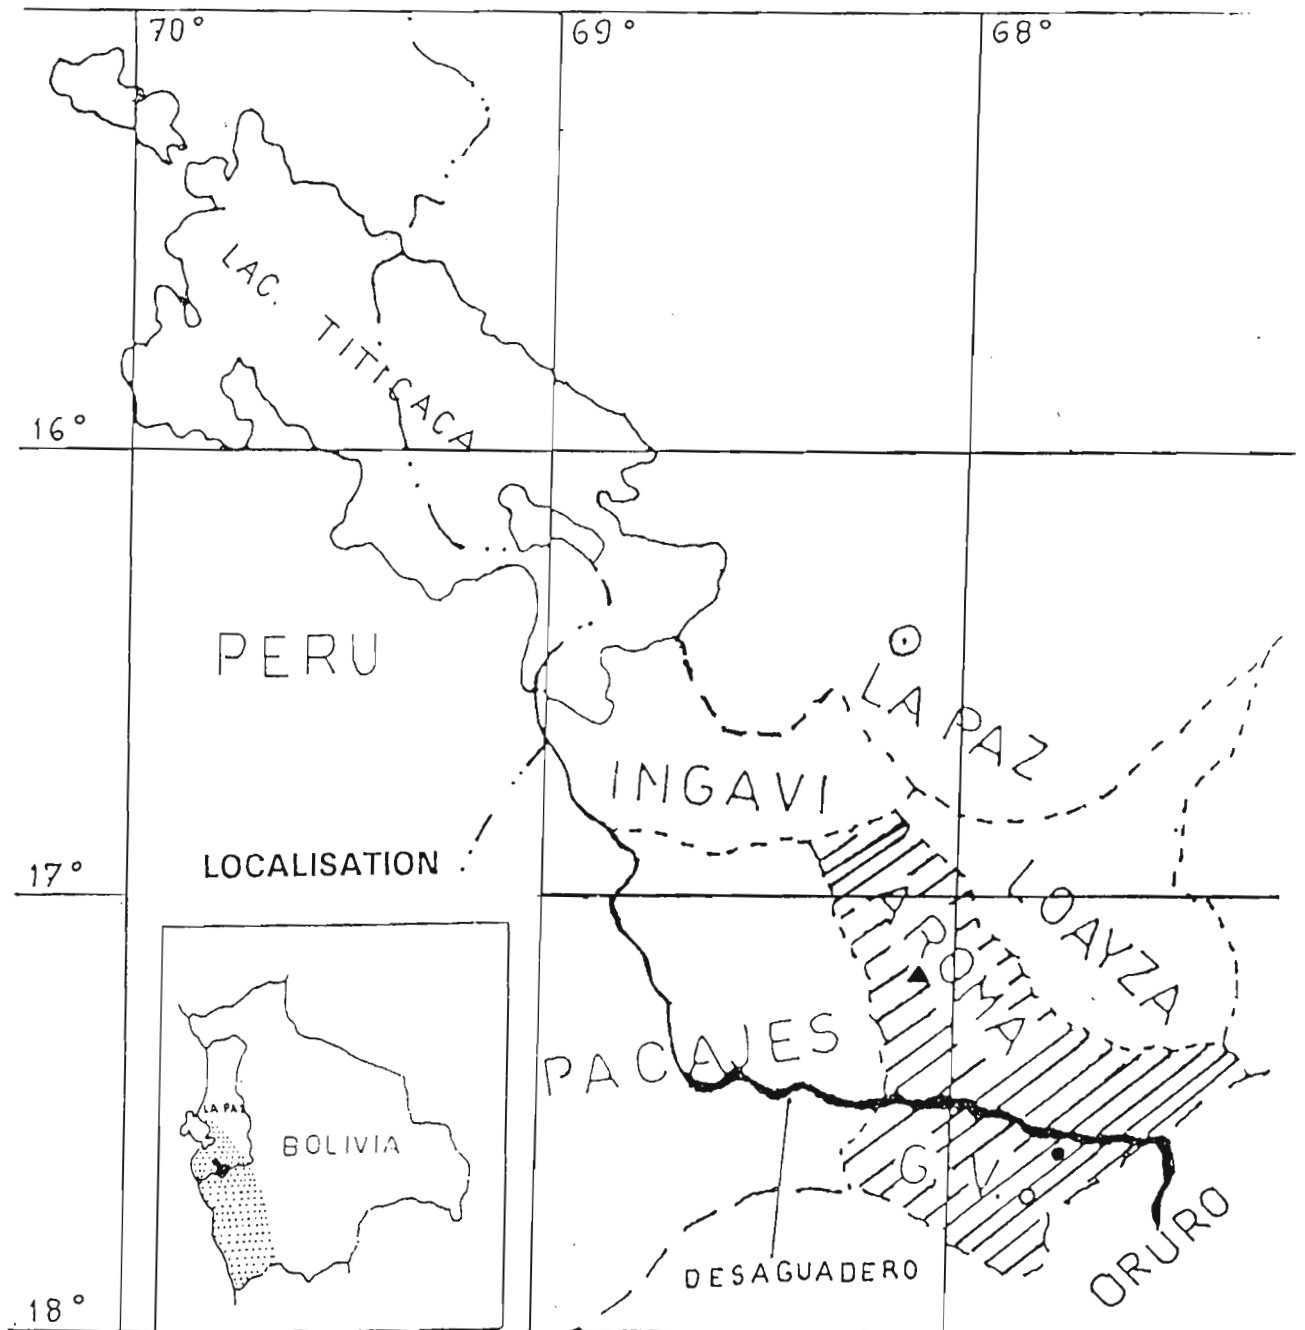 70°
69°
68°
LAC. TITICACA
16°
PERU
LA PAZ
INGAVI
LOCALISATION
17°
LOAYZA
AROMA
PACAJES
LA PAZ
BOLIVIA
G V.
DESAGUADERO
ORURO
18°